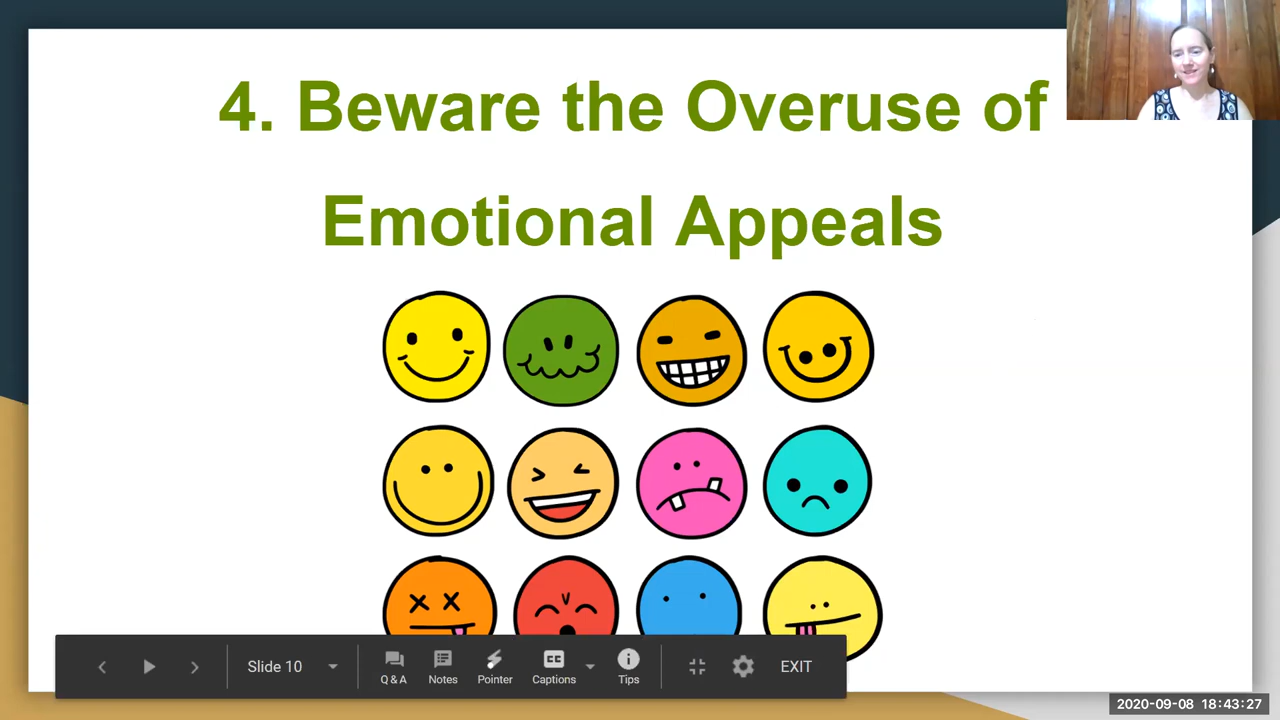 4. Beware the Overuse of
Emotional Appeals
Slide 10
Q & A
Notes
Pointer
CC
Captions
Tips
EXIT
2020-09-08 18:43:27